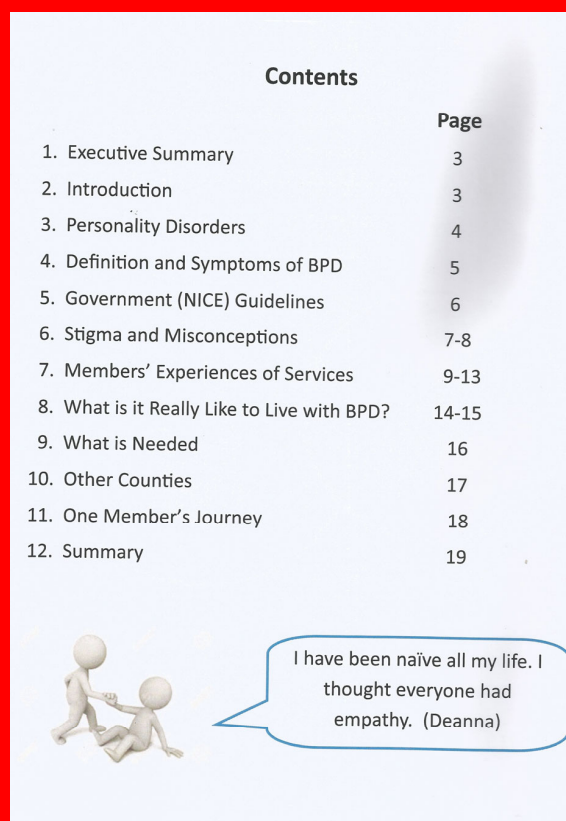 Contents
Page
1. Executive Summary 3
2. Introduction 3
3. Personality Disorders 4
4. Definition and Symptoms of BPD 5
5. Government (NICE) Guidelines 6
6. Stigma and Misconceptions 7-8
7. Members’ Experiences of Services 9-13
8. What is it Really Like to Live with BPD? 14-15
9. What is Needed 16
10. Other Counties 17
11. One Member’s Journey 18
12. Summary 19
I have been naïve all my life. I
thought everyone had
empathy. (Deanna)